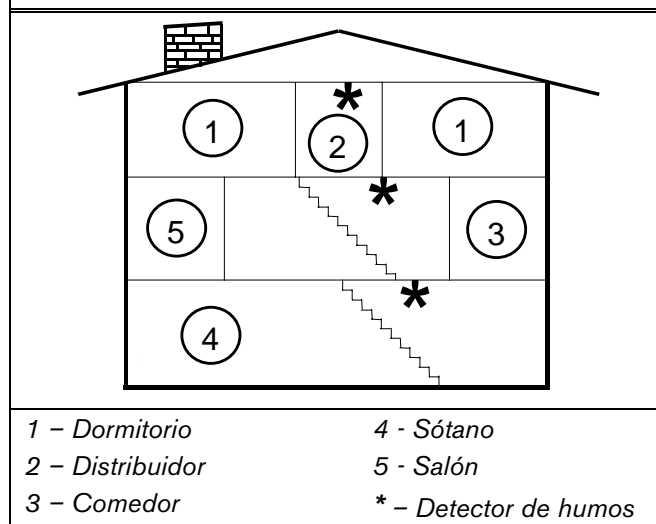 *
1
2
1
*
5
3
*
4
1 – Dormitorio
2 – Distribuidor
3 – Comedor
4 - Sótano
5 - Salón
* – Detector de humos